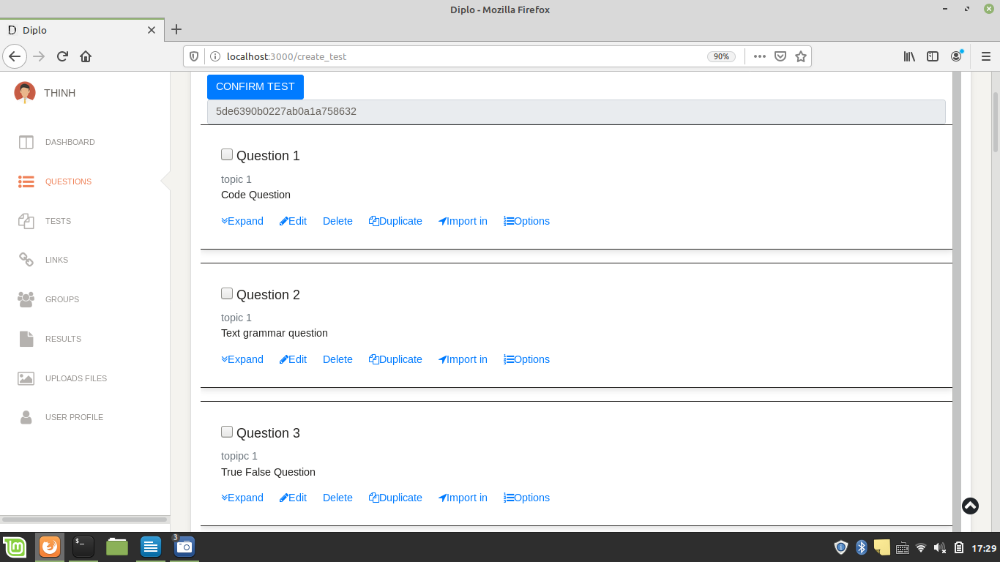 Diplo - Mozilla Firefox
Diplo
localhost:3000/create_test
90%
THINH
DASHBOARD
QUESTIONS
TESTS
LINKS
GROUPS
RESULTS
UPLOADS FILES
USER PROFILE
CONFIRM TEST
5de6390b0227ab0a1a758632
Question 1
topic 1
Code Question
Expand Edit Delete Duplicate Import in Options
Question 2
topic 1
Text grammar question
Expand Edit Delete Duplicate Import in Options
Question 3
topipc 1
True False Question
Expand Edit Delete Duplicate Import in Options
3
17:29